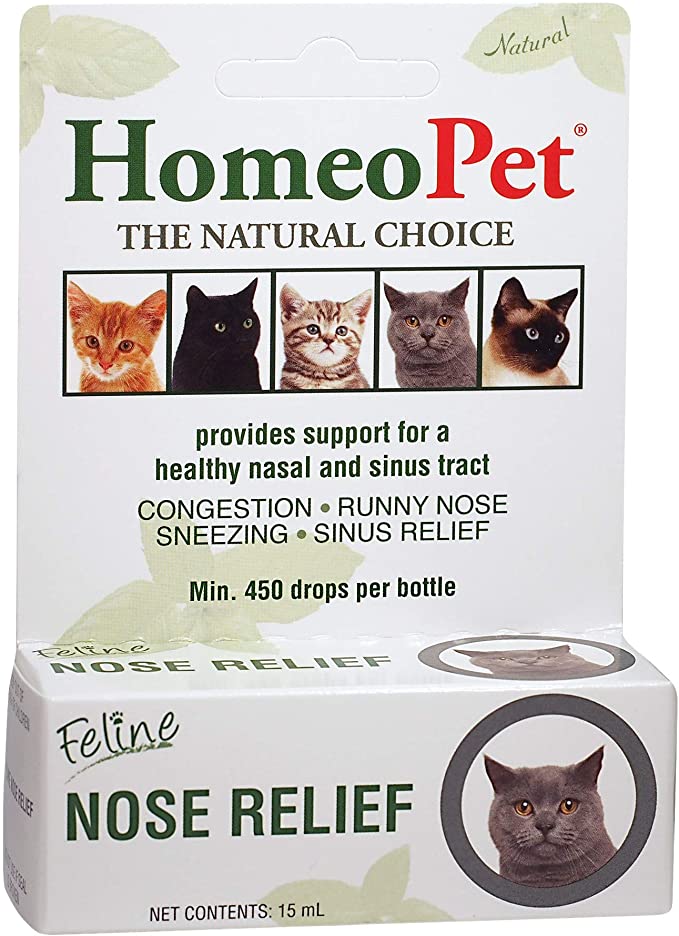 Natural
HomeoPet®
THE NATURAL CHOICE
provides support for a
healthy nasal and sinus tract
CONGESTION • RUNNY NOSE
SNEEZING • SINUS RELIEF
Min. 450 drops per bottle
Feline
NOSE RELIEF
Feline
NOSE RELIEF
NET CONTENTS: 15 mL